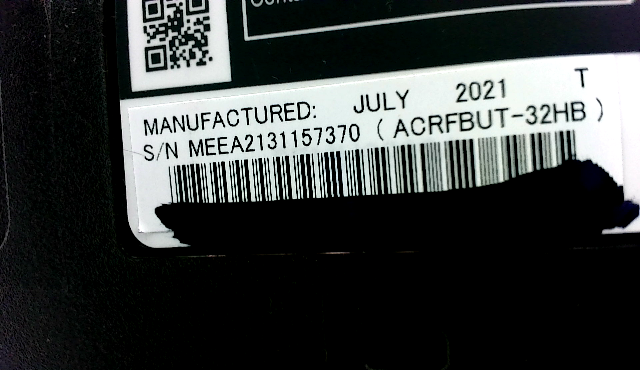 MANUFACTURED: JULY 2021 T
S/N MEEA2131157370 ( ACRFBUT-32HB )